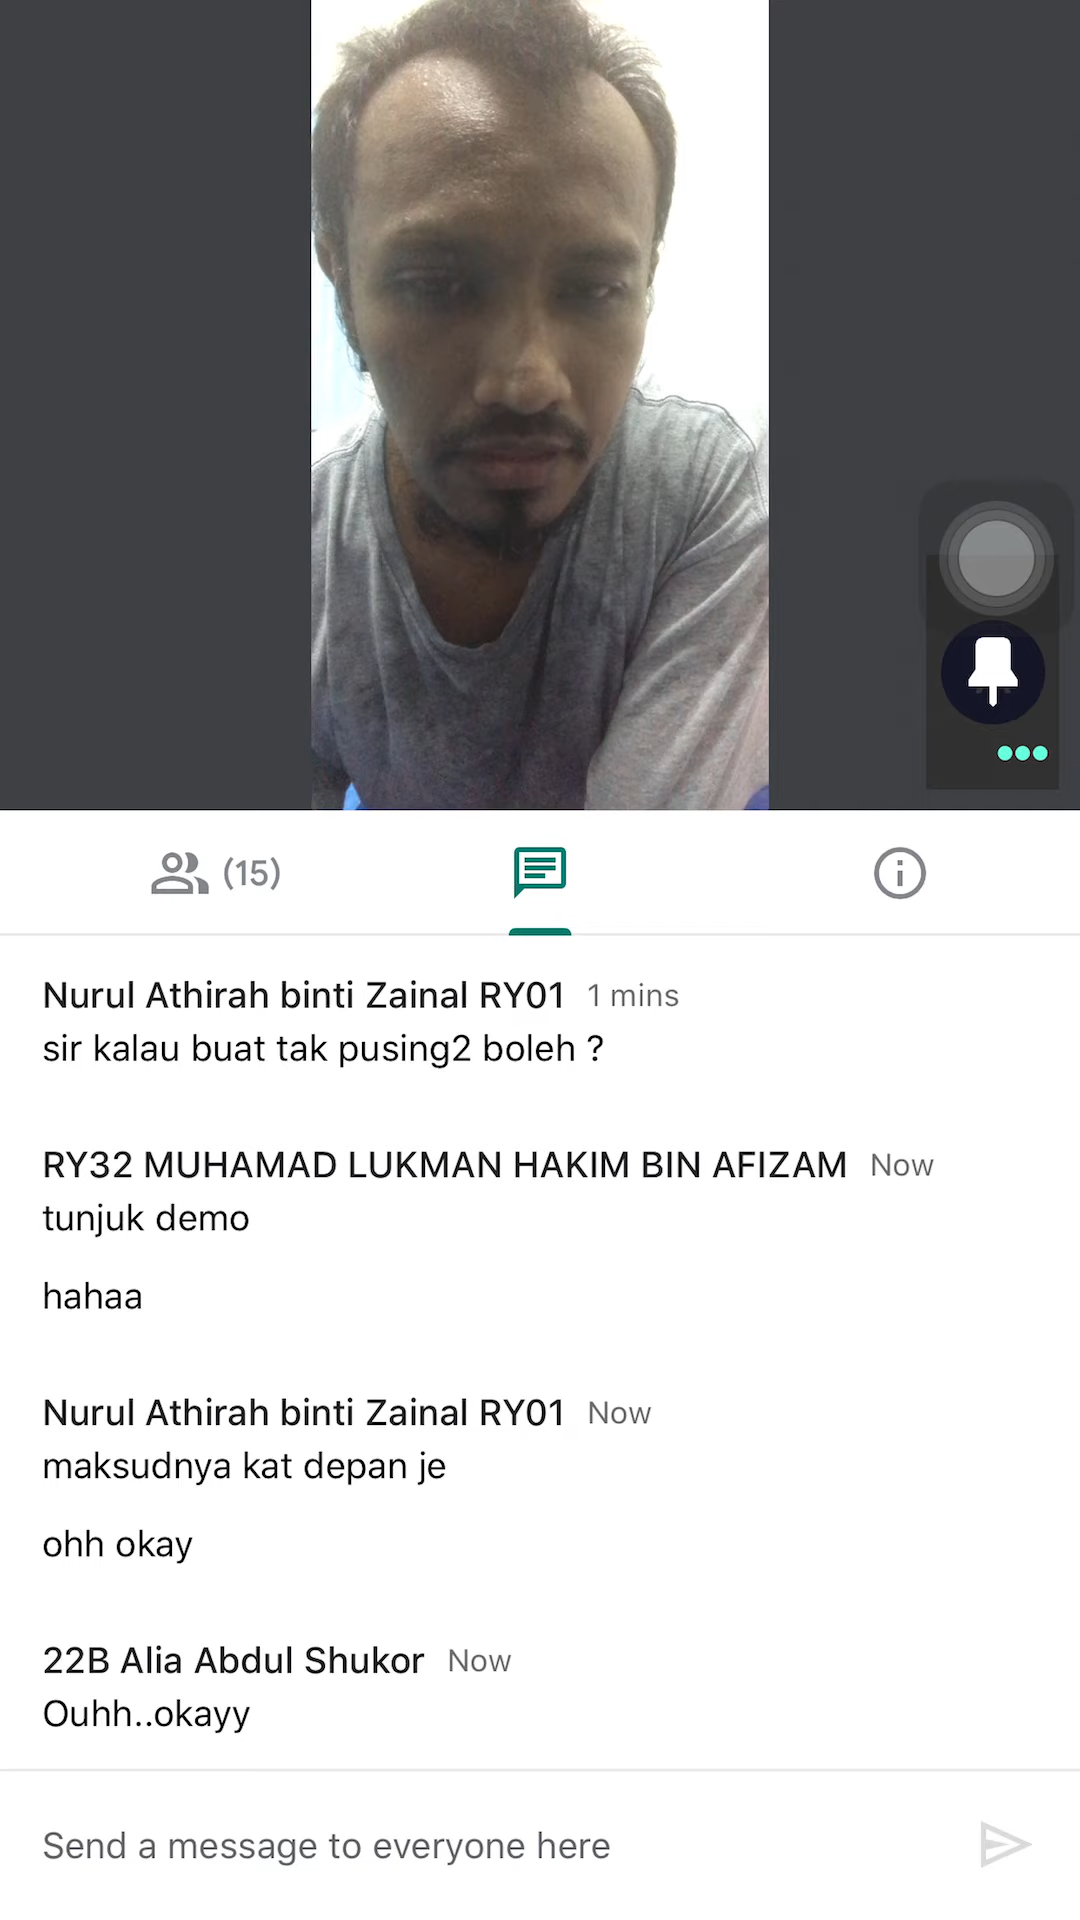 (15)
Nurul Athirah binti Zainal RY01 1 mins
sir kalau buat tak pusing2 boleh ?
RY32 MUHAMAD LUKMAN HAKIM BIN AFIZAM Now
tunjuk demo
hahaa
Nurul Athirah binti Zainal RY01 Now
maksudnya kat depan je
ohh okay
22B Alia Abdul Shukor Now
Ouhh..okayy
Send a message to everyone here